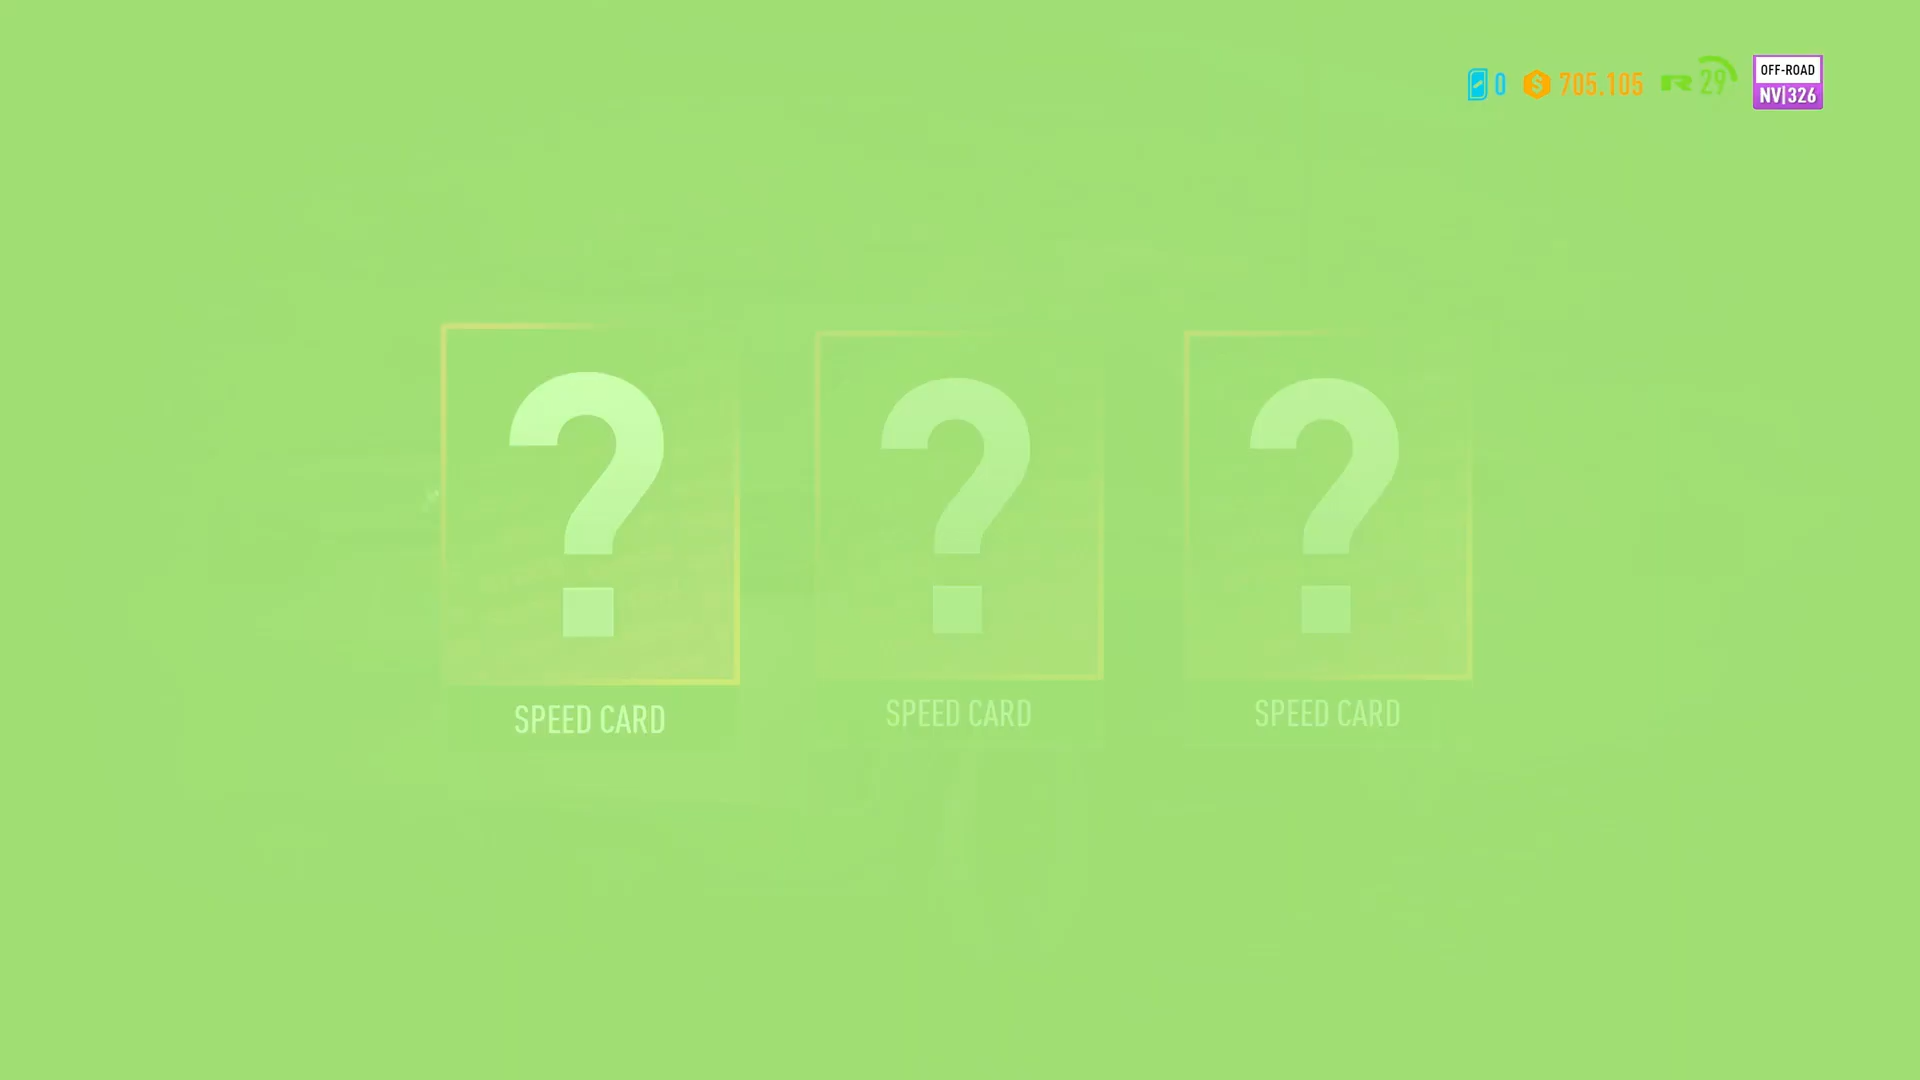 0 705.105 R 29 OFF-ROAD
NV|326
?
?
?
SPEED CARD
SPEED CARD
SPEED CARD